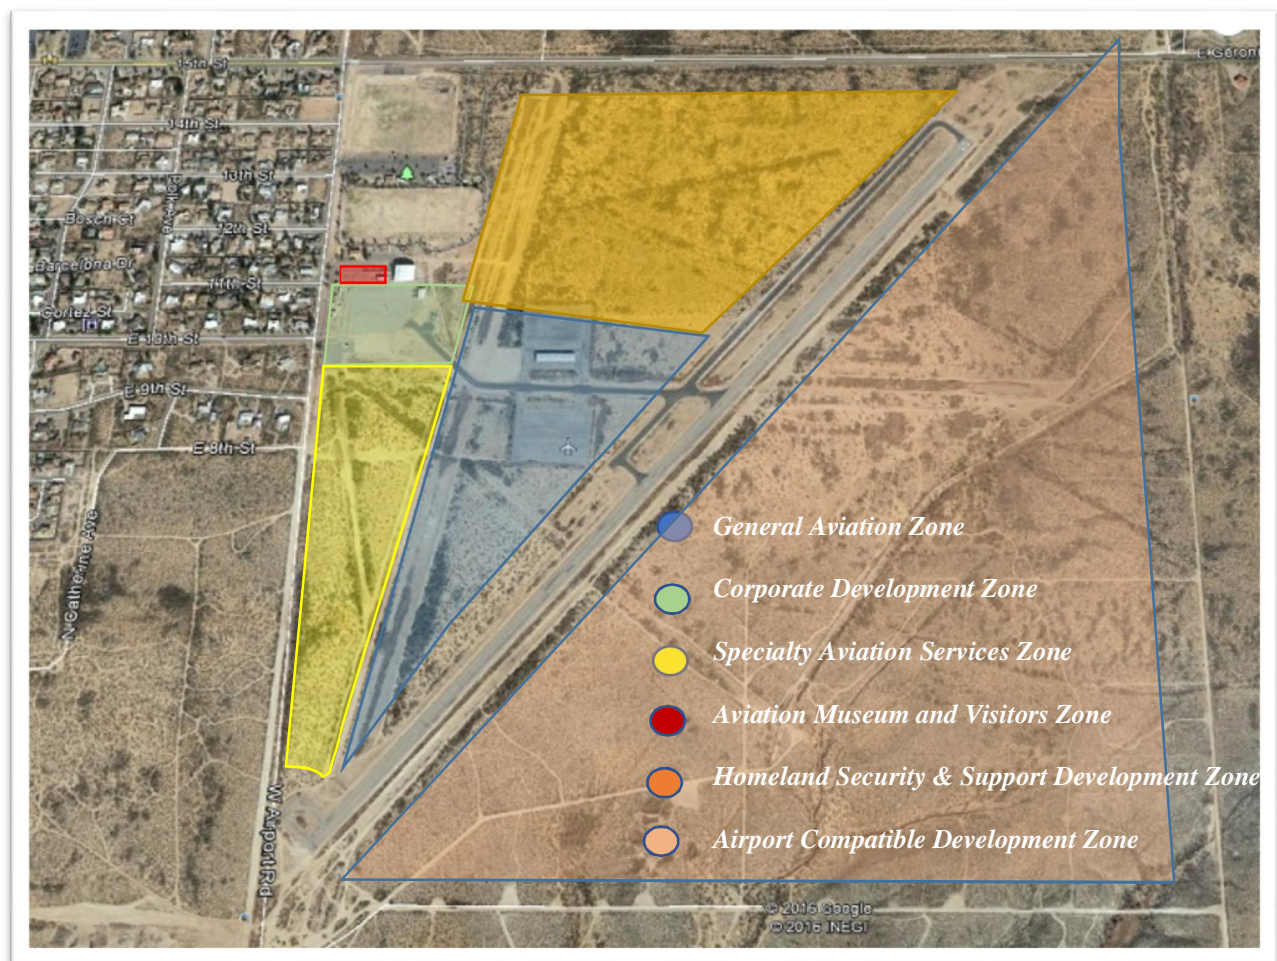 15th St
E Geroni
14th St
13th St
Polk Ave
Bosch Ct
12th St
Barcelona Dr
11th St
Cortez St
E 10th St
E 9th St
E 8th St
N Catherine Ave
General Aviation Zone
Corporate Development Zone
Specialty Aviation Services Zone
Aviation Museum and Visitors Zone
Homeland Security & Support Development Zone
Airport Compatible Development Zone
W Airport Rd
© 2016 Google
© 2016 INEGI